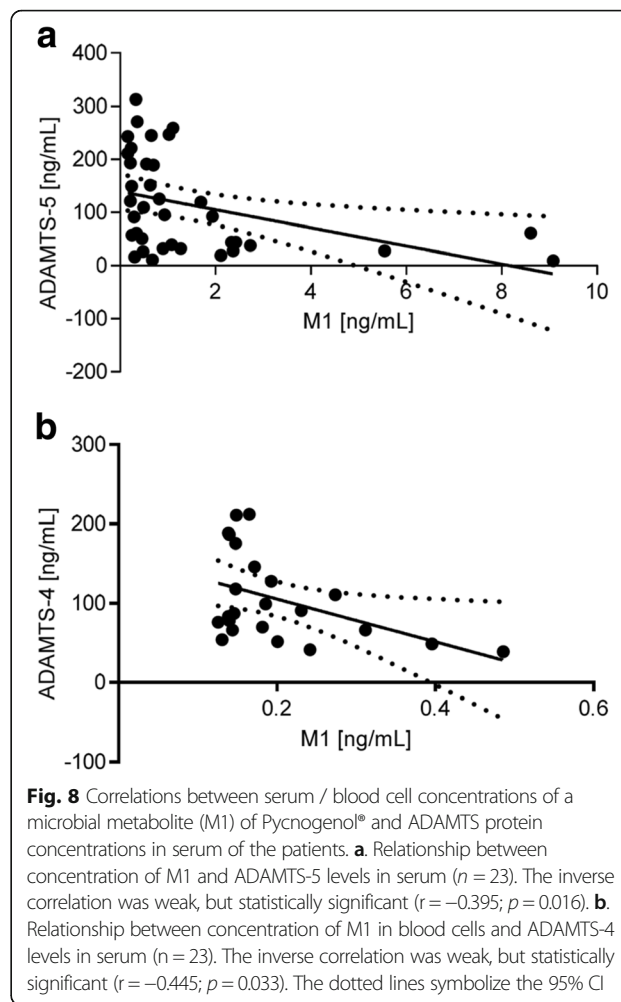 a
400
300
200
100
0
-100
-200
ADAMTS-5 [ng/mL]
2
4
6
8
10
M1 [ng/mL]
b
300
200
100
0
-100
ADAMTS-4 [ng/mL]
0.2
0.4
0.6
M1 [ng/mL]
Fig. 8 Correlations between serum / blood cell concentrations of a
microbial metabolite (M1) of Pycnogenol® and ADAMTS protein
concentrations in serum of the patients. a. Relationship between
concentration of M1 and ADAMTS-5 levels in serum (n = 23). The inverse
correlation was weak, but statistically significant (r = −0.395; p = 0.016). b.
Relationship between concentration of M1 in blood cells and ADAMTS-4
levels in serum (n = 23). The inverse correlation was weak, but statistically
significant (r = −0.445; p = 0.033). The dotted lines symbolize the 95% CI